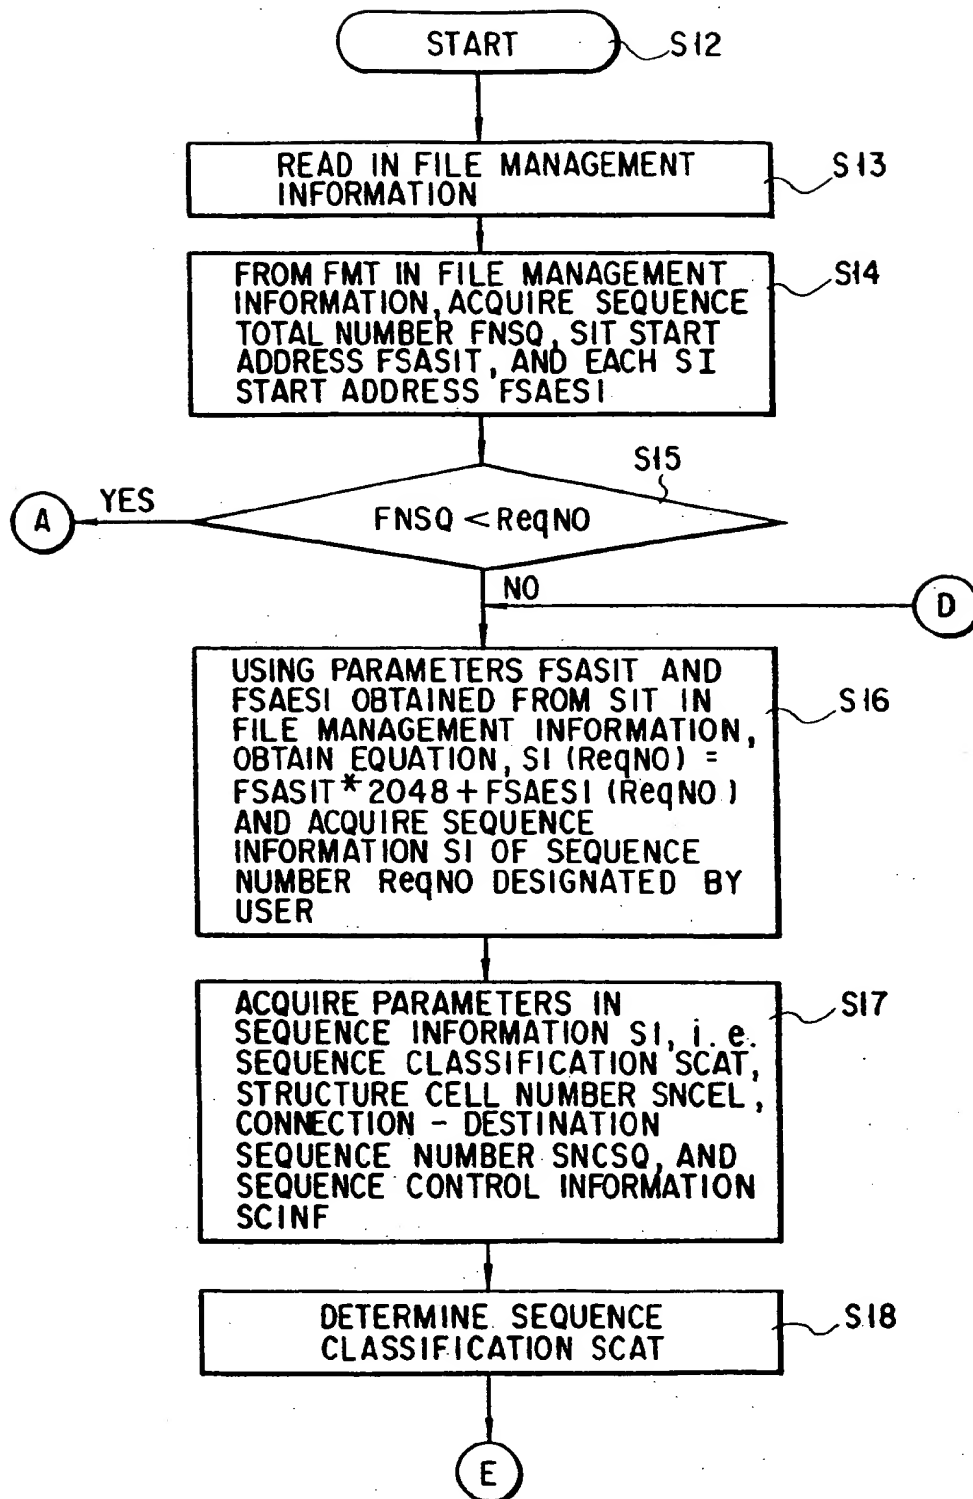 START
S12
READ IN FILE MANAGEMENT
INFORMATION
S13
FROM FMT IN FILE MANAGEMENT
INFORMATION, ACQUIRE SEQUENCE
TOTAL NUMBER FNSQ, SIT START
ADDRESS FSASIT, AND EACH SI
START ADDRESS FSAESI
S14
S15
FNSQ < ReqNO
YES
A
NO
D
USING PARAMETERS FSASIT AND
FSAESI OBTAINED FROM SIT IN
FILE MANAGEMENT INFORMATION,
OBTAIN EQUATION, SI (ReqNO) =
FSASIT * 2048 + FSAESI (ReqNO)
AND ACQUIRE SEQUENCE
INFORMATION SI OF SEQUENCE
NUMBER ReqNO DESIGNATED BY
USER
S16
ACQUIRE PARAMETERS IN
SEQUENCE INFORMATION SI, i.e.
SEQUENCE CLASSIFICATION SCAT,
STRUCTURE CELL NUMBER SNCEL,
CONNECTION - DESTINATION
SEQUENCE NUMBER SNCSQ, AND
SEQUENCE CONTROL INFORMATION
SCINF
S17
DETERMINE SEQUENCE
CLASSIFICATION SCAT
S18
E